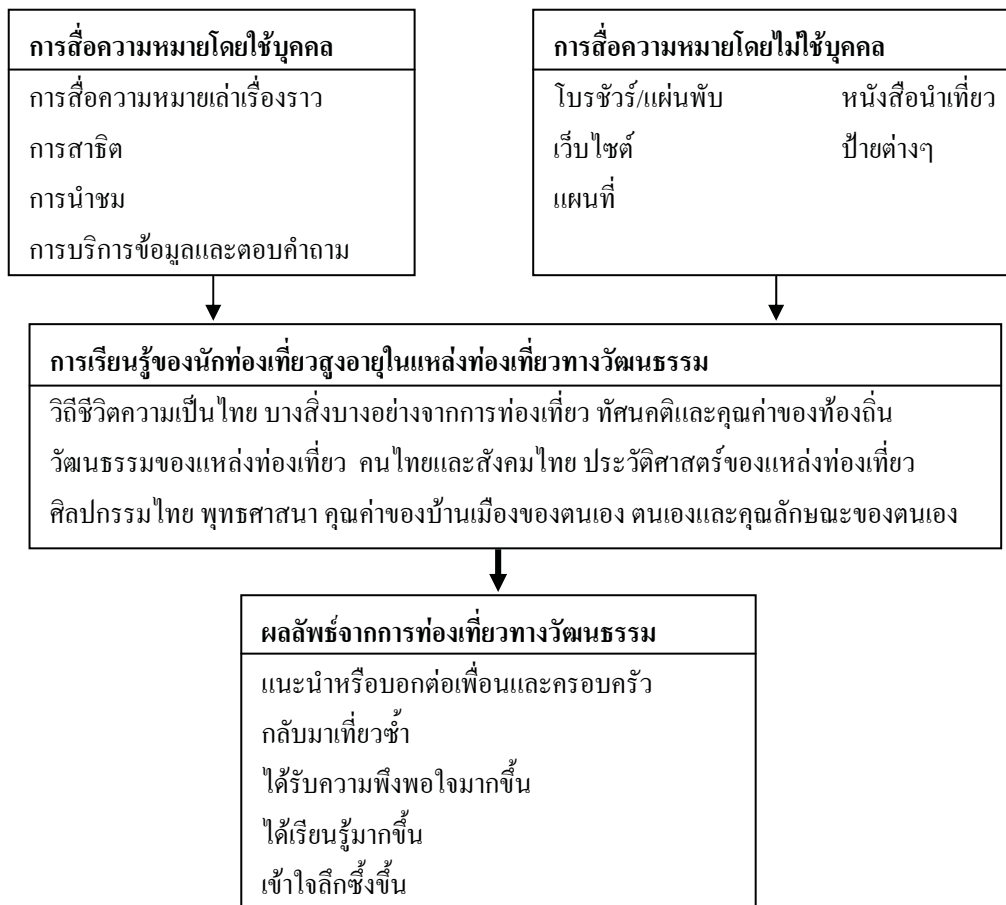 การสื่อความหมายโดยใช้บุคคล
การสื่อความหมายเล่าเรื่องราว
การสาธิต
การนำชม
การบริการข้อมูลและตอบคำถาม
การสื่อความหมายโดยไม่ใช้บุคคล
โบรชัวร์/แผ่นพับ หนังสือนำเที่ยว
เว็บไซต์ ป้ายต่างๆ
แผนที่
การเรียนรู้ของนักท่องเที่ยวสูงอายุในแหล่งท่องเที่ยวทางวัฒนธรรม
วิถีชีวิตความเป็นไทย บางสิ่งบางอย่างจากการท่องเที่ยว ทัศนคติและคุณค่าของท้องถิ่น
วัฒนธรรมของแหล่งท่องเที่ยว คนไทยและสังคมไทย ประวัติศาสตร์ของแหล่งท่องเที่ยว
ศิลปกรรมไทย พุทธศาสนา คุณค่าของบ้านเมืองของตนเอง ตนเองและคุณลักษณะของตนเอง
ผลลัพธ์จากการท่องเที่ยวทางวัฒนธรรม
แนะนำหรือบอกต่อเพื่อนและครอบครัว
กลับมาเที่ยวซ้ำ
ได้รับความพึงพอใจมากขึ้น
ได้เรียนรู้มากขึ้น
เข้าใจลึกซึ้งขึ้น